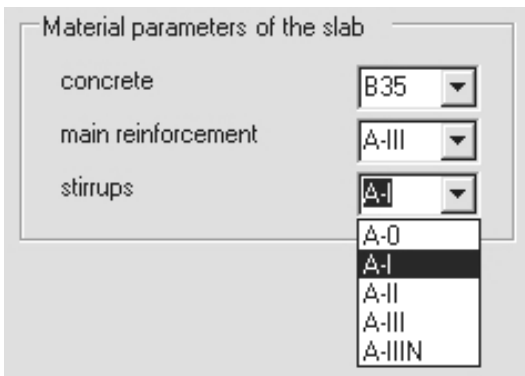 Material parameters of the slab
concrete B35
main reinforcement A-III
stirrups A-I
A-0
A-I
A-II
A-III
A-IIIN